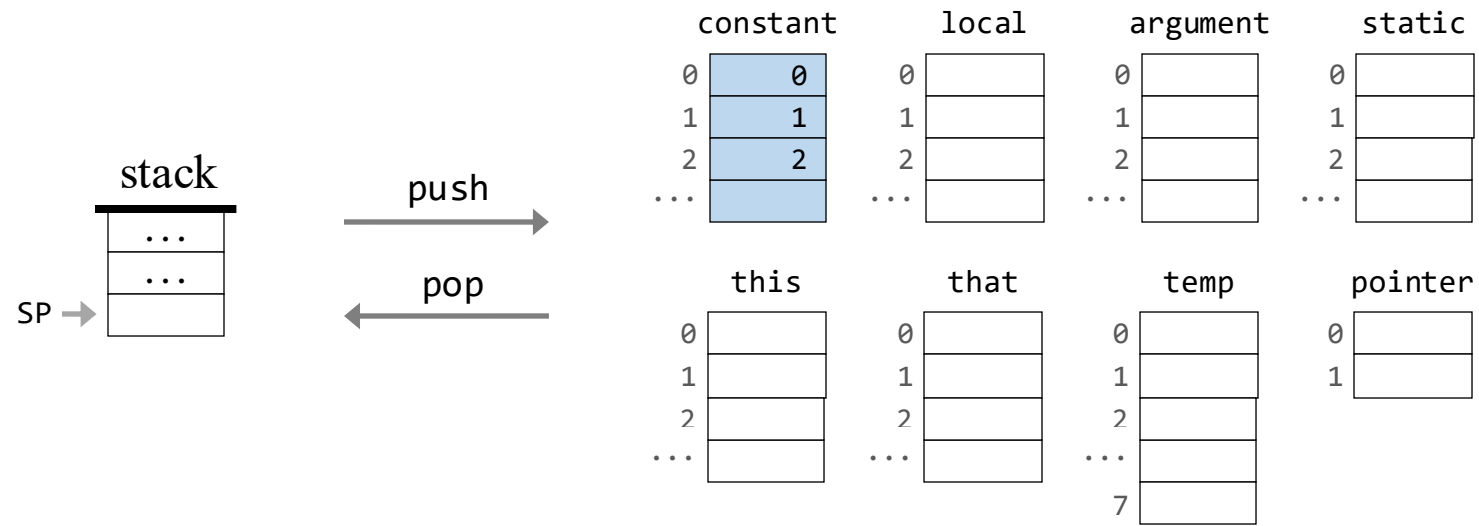 constant local argument static
0 0 0 0 0
1 1 1 1 1
2 2 2 2 2
... ... ... ...
stack
push
...
...
pop
SP
this that temp pointer
0 0 0 0
1 1 1 1
2 2 2
... ... ...
7